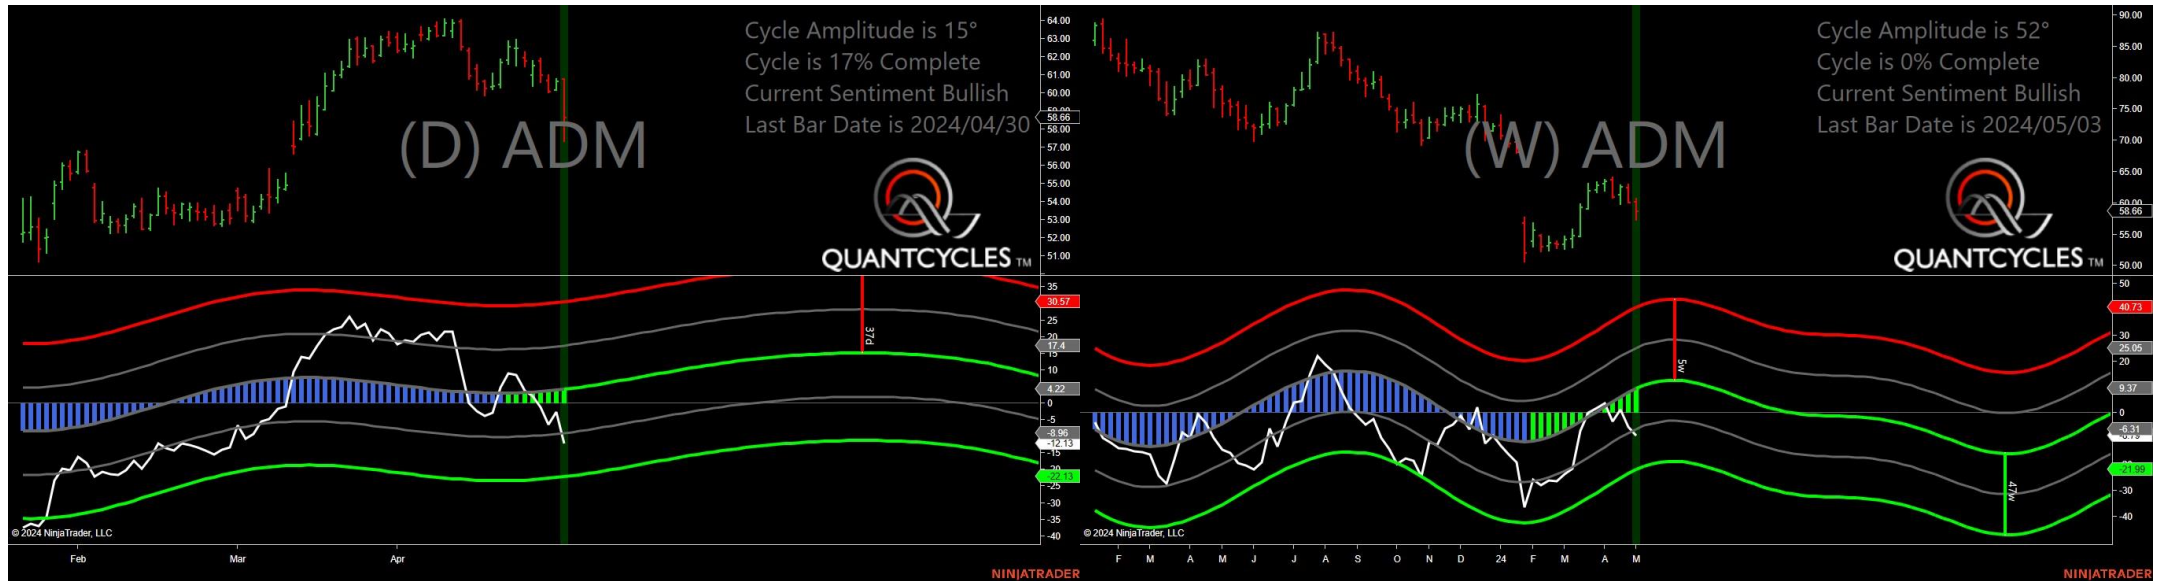 Cycle Amplitude is 15°
Cycle is 17% Complete
Current Sentiment Bullish
Last Bar Date is 2024/04/30
(D) ADM
QUANTCYCLES TM
64.00
63.00
62.00
61.00
60.00
58.66
58.00
57.00
56.00
55.00
54.00
53.00
52.00
51.00
35
30.57
25
20
17.4
15
10
4.22
0
-5
-8.96
-12.13
-15
-22.13
-25
-30
-35
-40
37d
© 2024 NinjaTrader, LLC
Feb Mar Apr
NINJATRADER
Cycle Amplitude is 52°
Cycle is 0% Complete
Current Sentiment Bullish
Last Bar Date is 2024/05/03
(W) ADM
QUANTCYCLES TM
90.00
85.00
80.00
75.00
70.00
65.00
60.00
58.66
55.00
50.00
50
40.73
30
25.05
20
9.37
0
-6.31
-21.99
-30
-40
5w
47w
© 2024 NinjaTrader, LLC
F M A M J J A S O N D 24 F M A M
NINJATRADER